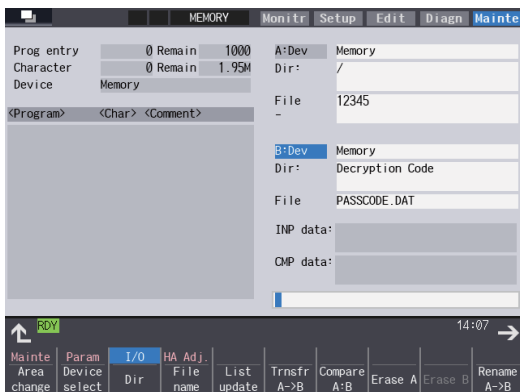 MEMORY Monitr Setup Edit Diagn Mainte
Prog entry 0 Remain 1000
Character 0 Remain 1.95M
Device Memory
<Program> <Char> <Comment>
A:Dev Memory
Dir: /
File 12345
-
B:Dev Memory
Dir: Decryption Code
File PASSCODE.DAT
INP data:
CMP data:
RDY 14:07
Mainte Param I/O HA Adj.
Area change
Device select
Dir
File name
List update
Trnsfr A->B
Compare A:B
Erase A
Erase B
Rename A->B